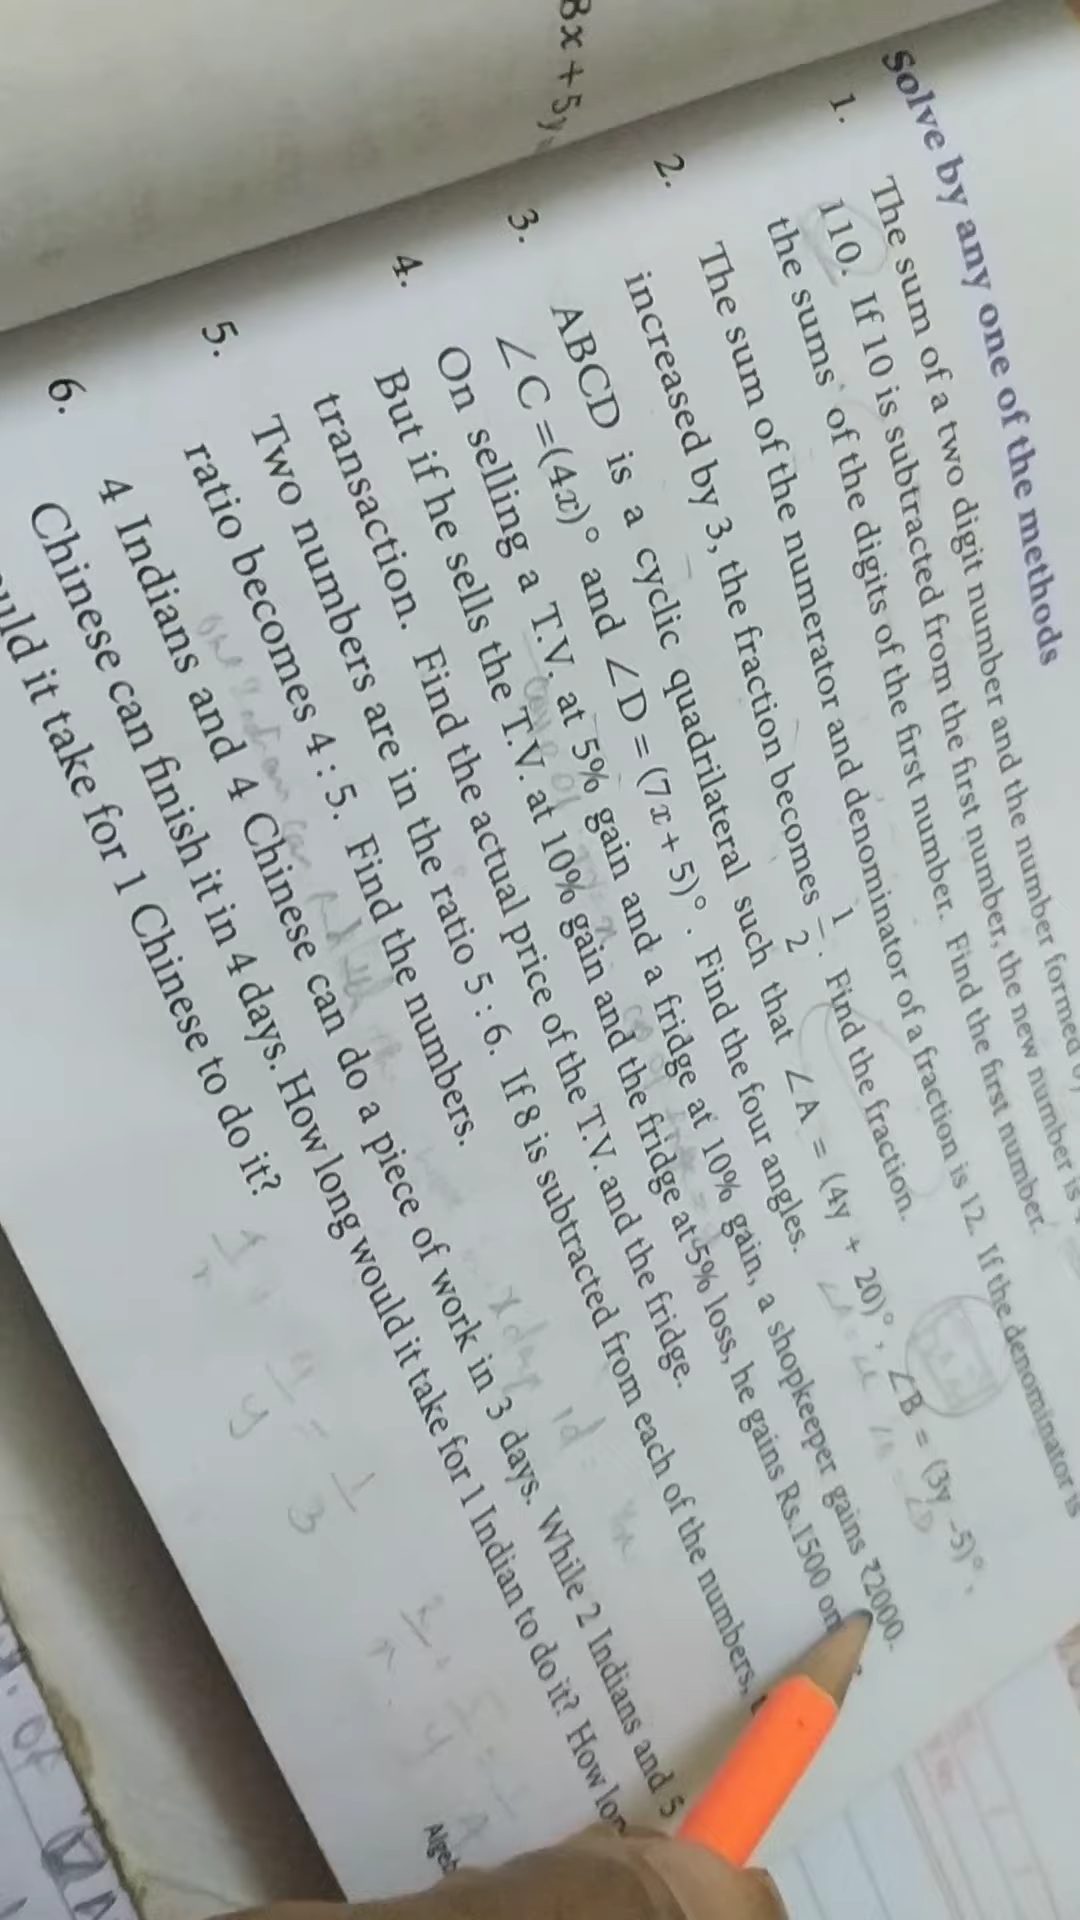 3x + 5y
Solve by any one of the methods
1. The sum of a two digit number and the number formed
110. If 10 is subtracted from the first number, the new number is
the sums of the digits of the first number. Find the first number.
2. The sum of the numerator and denominator of a fraction is 12. If the denominator is
increased by 3, the fraction becomes 1/2. Find the fraction.
3. ABCD is a cyclic quadrilateral such that ∠A = (4y + 20)°, ∠B = (3y –5)°,
∠C =(4x)° and ∠D = (7x + 5)°. Find the four angles.
4. On selling a T.V. at 5% gain and a fridge at 10% gain, a shopkeeper gains ₹2000.
But if he sells the T.V. at 10% gain and the fridge at 5% loss, he gains Rs.1500 on
transaction. Find the actual price of the T.V. and the fridge.
5. Two numbers are in the ratio 5 : 6. If 8 is subtracted from each of the numbers,
ratio becomes 4 : 5. Find the numbers.
6. 4 Indians and 4 Chinese can do a piece of work in 3 days. While 2 Indians and 5
Chinese can finish it in 4 days. How long would it take for 1 Indian to do it? How lon
uld it take for 1 Chinese to do it?
Algeb